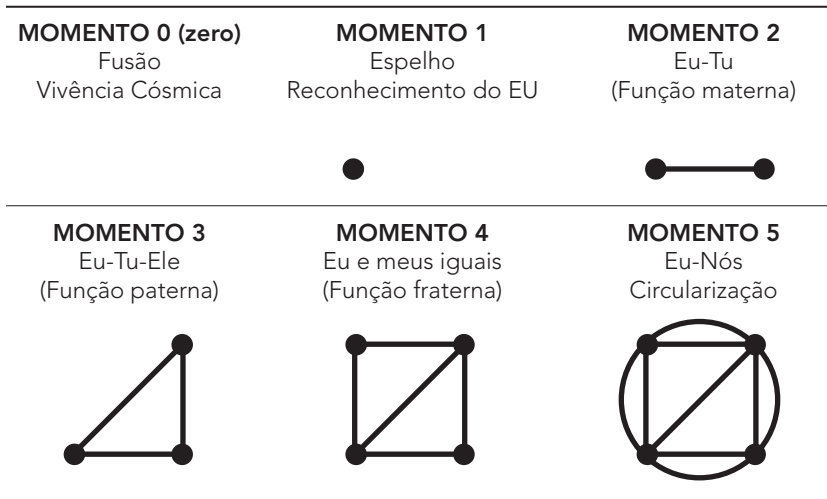 MOMENTO 0 (zero)
Fusão
Vivência Cósmica
MOMENTO 1
Espelho
Reconhecimento do EU
MOMENTO 2
Eu-Tu
(Função materna)
MOMENTO 3
Eu-Tu-Ele
(Função paterna)
MOMENTO 4
Eu e meus iguais
(Função fraterna)
MOMENTO 5
Eu-Nós
Circularização